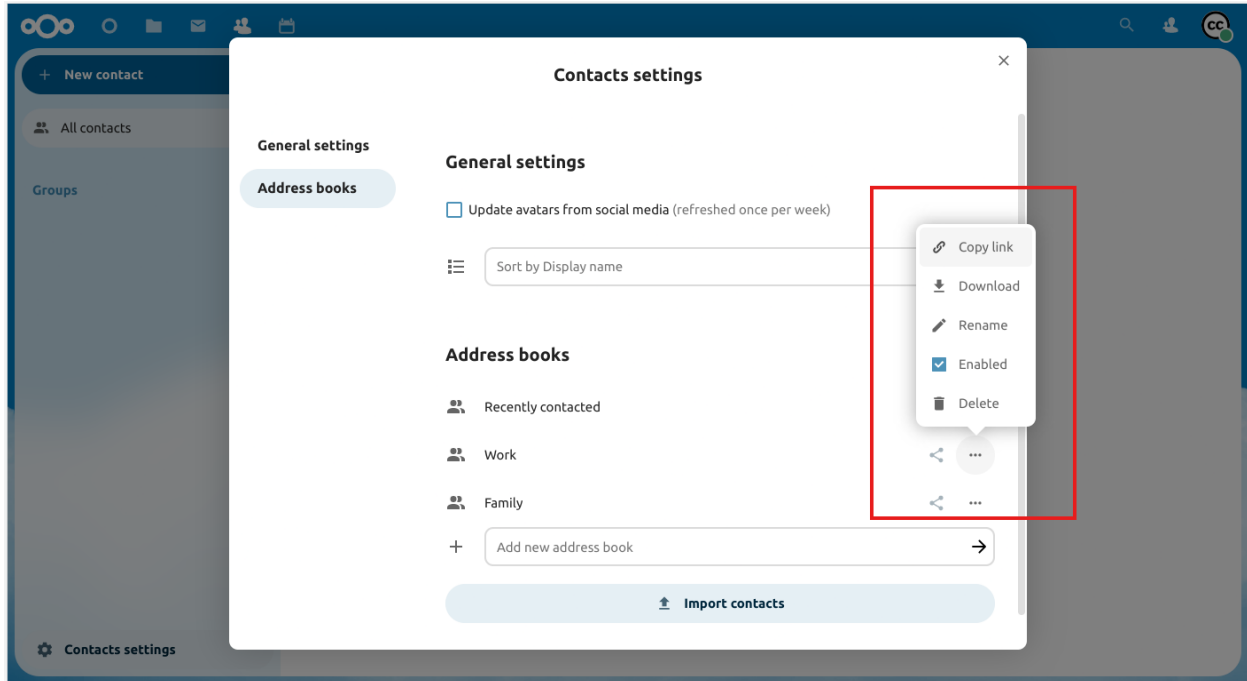 CC
New contact
Contacts settings
All contacts
General settings
Address books
Groups
General settings
Update avatars from social media (refreshed once per week)
Sort by Display name
Copy link
Download
Rename
Enabled
Delete
Address books
Recently contacted
Work
Family
Add new address book
Import contacts
Contacts settings